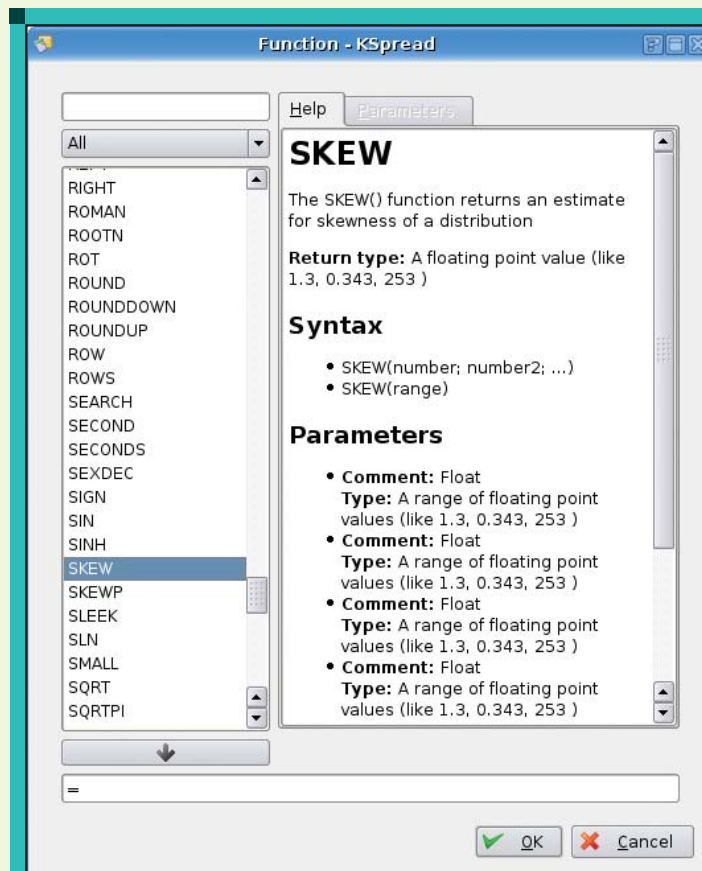 Function - KSpread
Help
Parameters
All
RIGHT
ROMAN
ROOTN
ROT
ROUND
ROUNDDOWN
ROUNDUP
ROW
ROWS
SEARCH
SECOND
SECONDS
SEXDEC
SIGN
SIN
SINH
SKEW
SKEWP
SLEEK
SLN
SMALL
SQRT
SQRTPI
SKEW
The SKEW() function returns an estimate
for skewness of a distribution
Return type: A floating point value (like
1.3, 0.343, 253 )
Syntax
• SKEW(number; number2; ...)
• SKEW(range)
Parameters
• Comment: Float
Type: A range of floating point
values (like 1.3, 0.343, 253 )
• Comment: Float
Type: A range of floating point
values (like 1.3, 0.343, 253 )
• Comment: Float
Type: A range of floating point
values (like 1.3, 0.343, 253 )
• Comment: Float
Type: A range of floating point
values (like 1.3, 0.343, 253 )
=
OK
Cancel